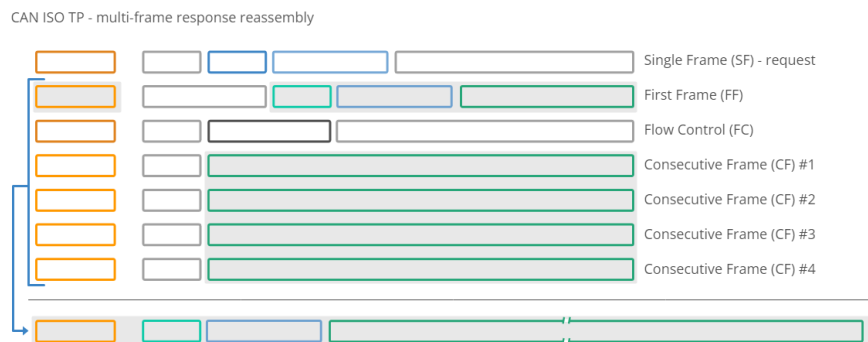 CAN ISO TP - multi-frame response reassembly
Single Frame (SF) - request
First Frame (FF)
Flow Control (FC)
Consecutive Frame (CF) #1
Consecutive Frame (CF) #2
Consecutive Frame (CF) #3
Consecutive Frame (CF) #4